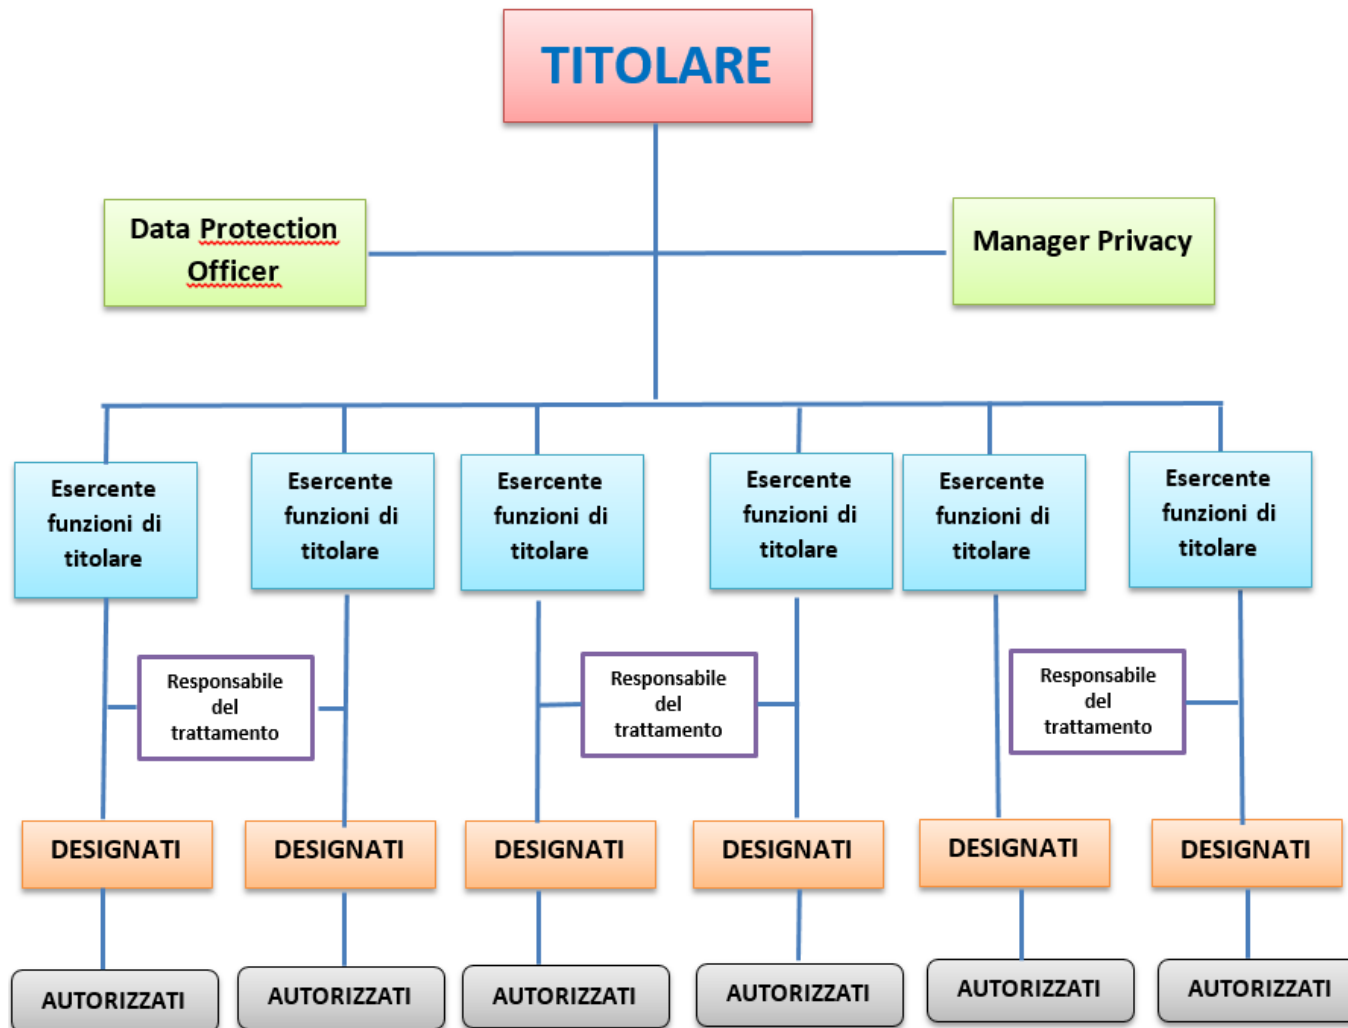 TITOLARE
Data Protection
Officer
Manager Privacy
Esercente
funzioni di
titolare
Esercente
funzioni di
titolare
Esercente
funzioni di
titolare
Esercente
funzioni di
titolare
Esercente
funzioni di
titolare
Esercente
funzioni di
titolare
Responsabile
del
trattamento
Responsabile
del
trattamento
Responsabile
del
trattamento
DESIGNATI
DESIGNATI
DESIGNATI
DESIGNATI
DESIGNATI
DESIGNATI
AUTORIZZATI
AUTORIZZATI
AUTORIZZATI
AUTORIZZATI
AUTORIZZATI
AUTORIZZATI